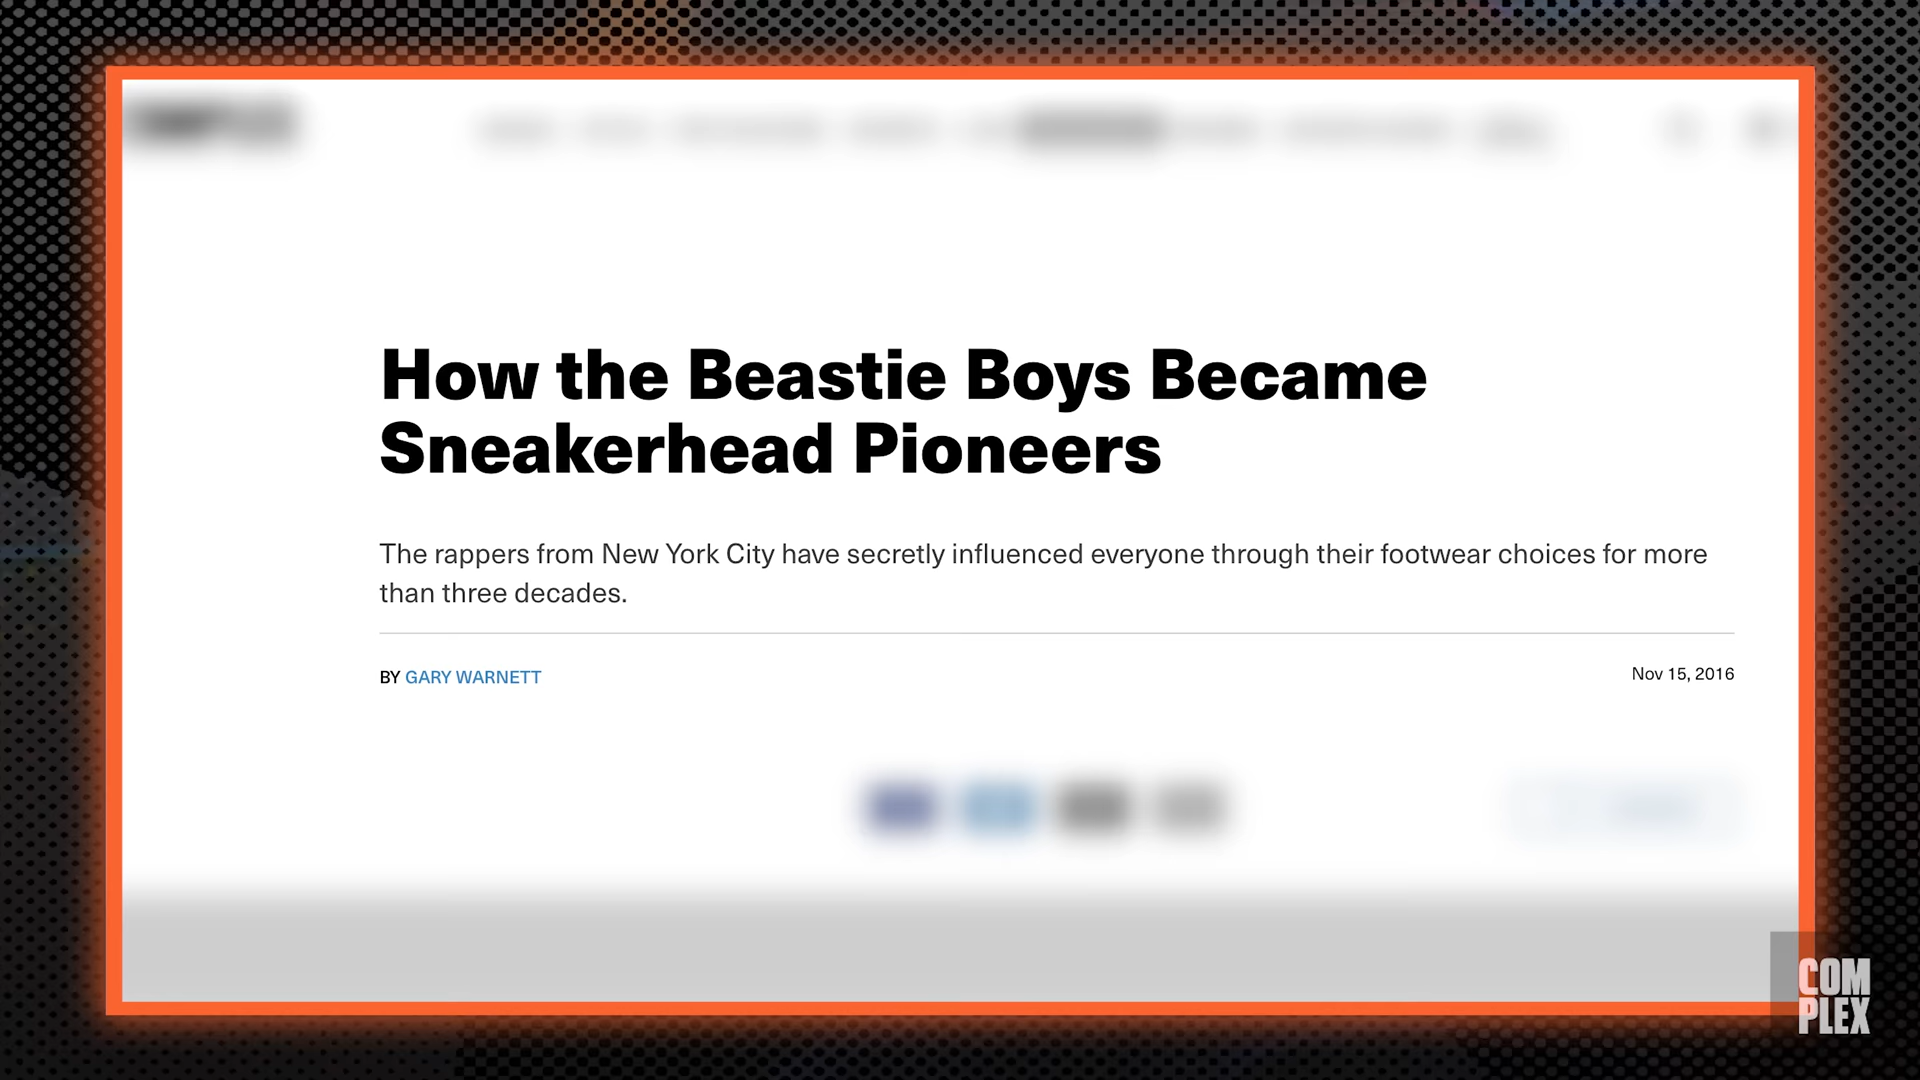 How the Beastie Boys Became
Sneakerhead Pioneers
The rappers from New York City have secretly influenced everyone through their footwear choices for more
than three decades.
BY GARY WARNETT
Nov 15, 2016
COM
PLEX